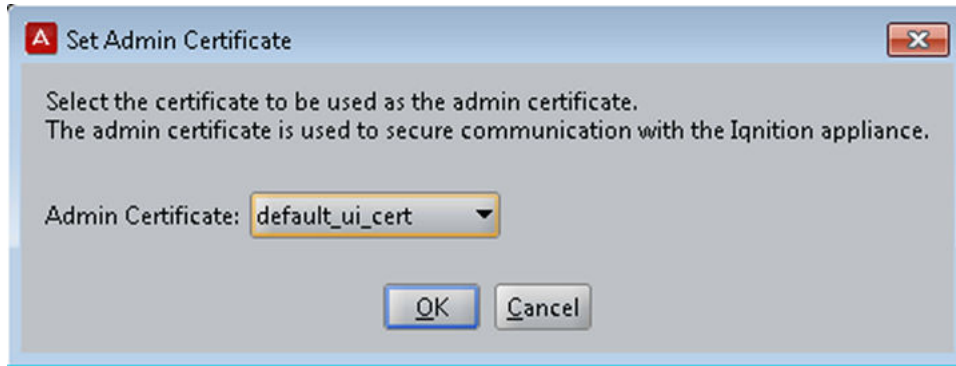 A Set Admin Certificate
Select the certificate to be used as the admin certificate.
The admin certificate is used to secure communication with the Iqnition appliance.
Admin Certificate: default_ui_cert
OK Cancel